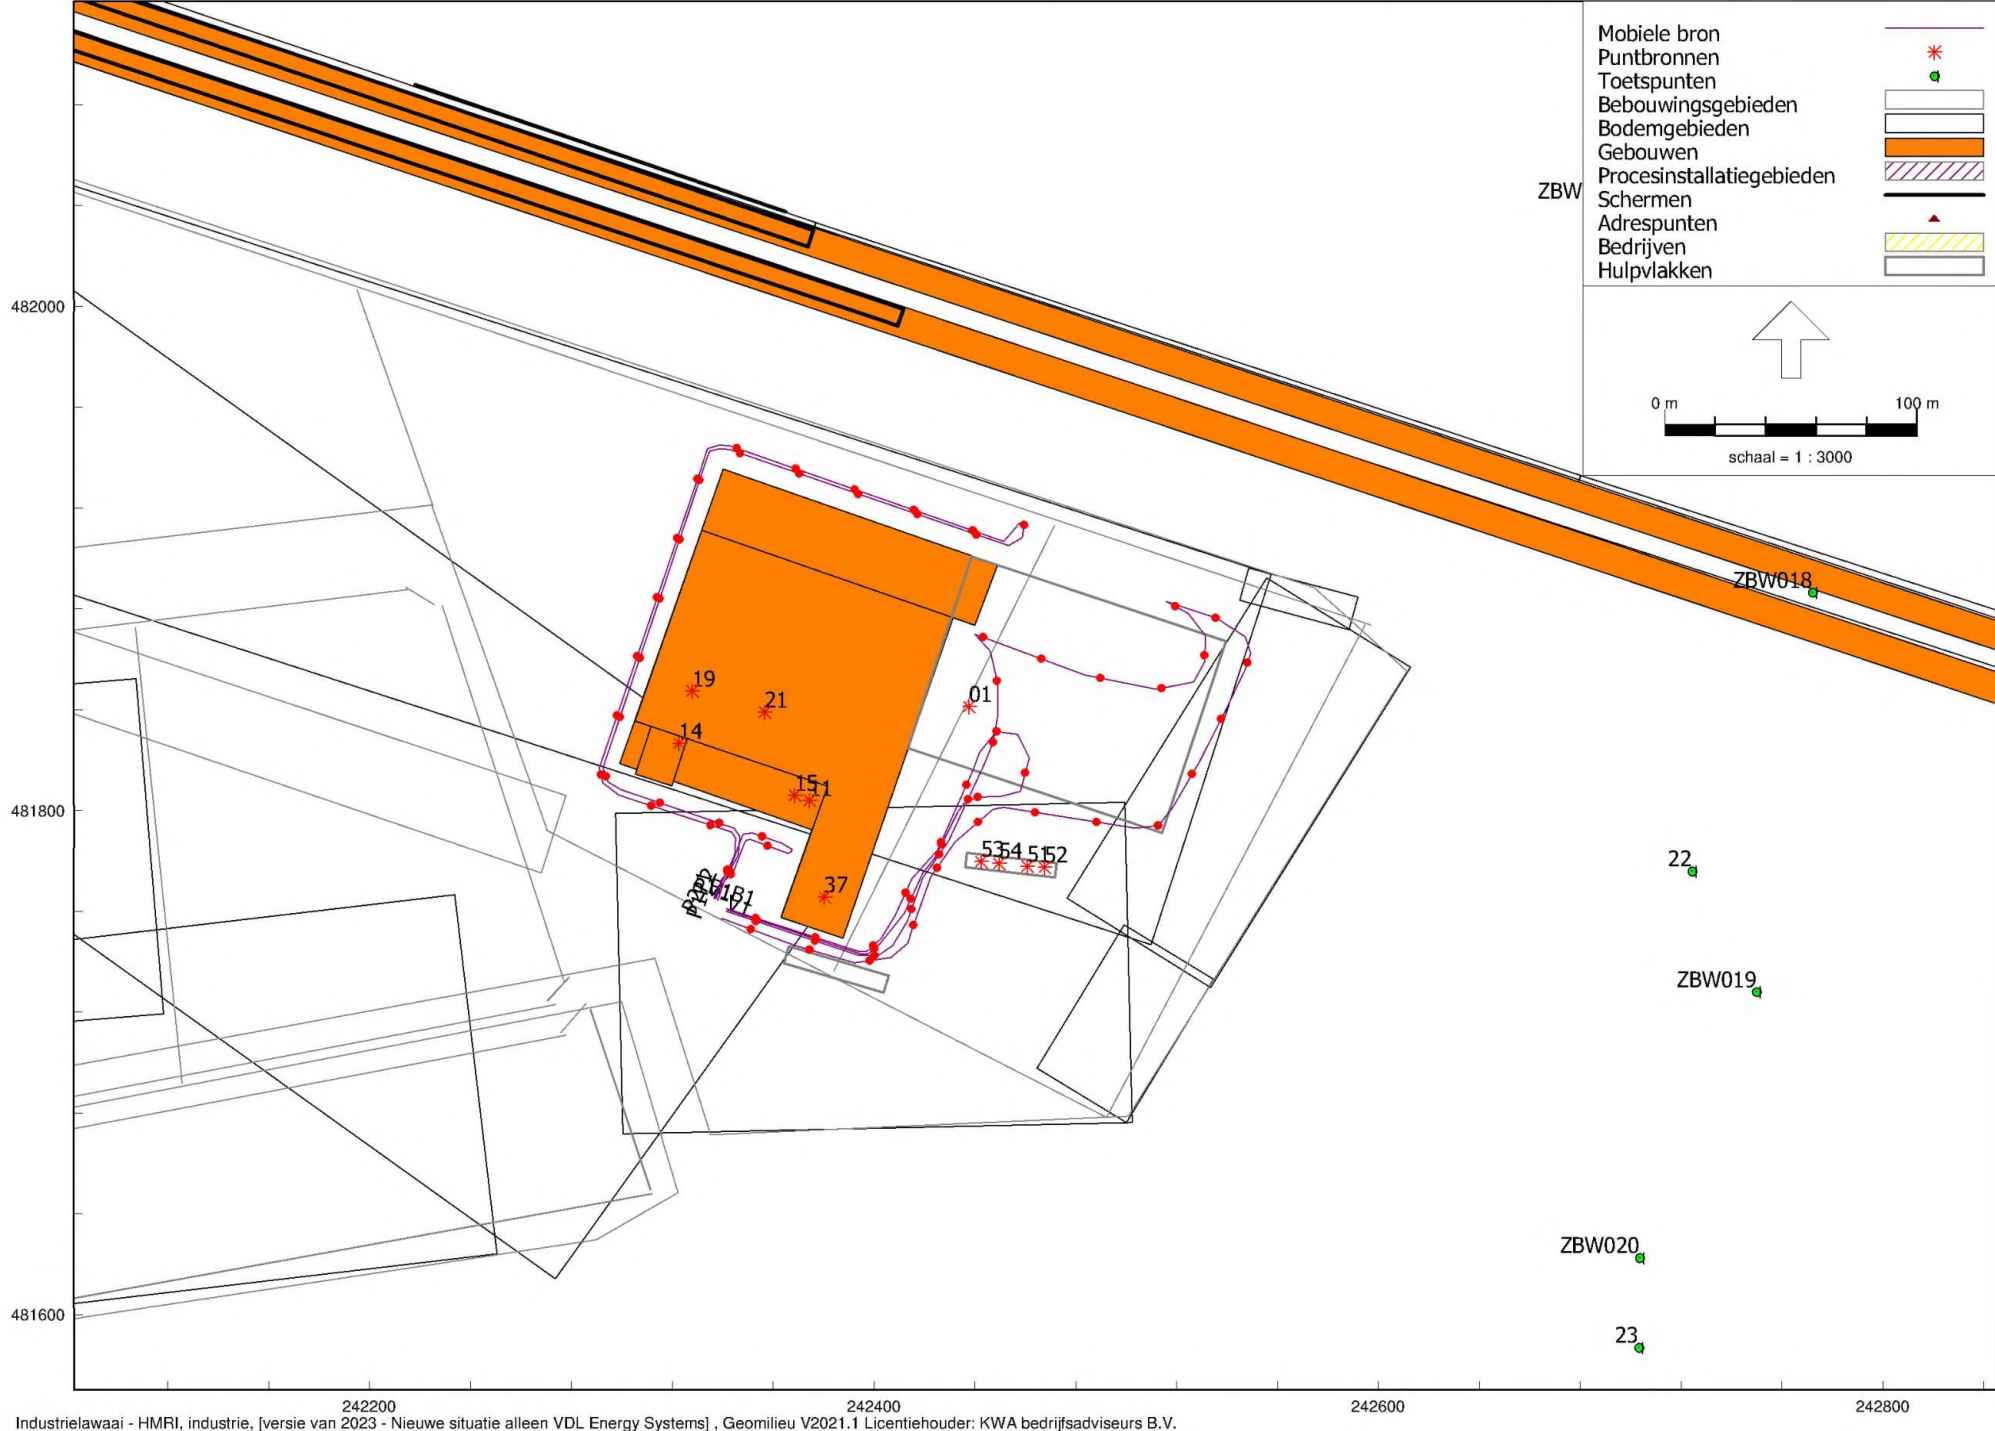 Mobiele bron
Puntbronnen
Toetspunten
Bebouwingsgebieden
Bodemgebieden
Gebouwen
Procesinstallatiegebieden
Schermen
Adrespunten
Bedrijven
Hulpvlakken
ZBW
482000
0 m 100 m
schaal = 1 : 3000
ZBW018
19
21
01
14
15
11
481800
53
54
51
52
22
37
ZBW019
ZBW020
481600
23
242200 242400 242600 242800
Industrielawaai - HMRI, industrie, [versie van 2023 - Nieuwe situatie alleen VDL Energy Systems] , Geomilieu V2021.1 Licentiehouder: KWA bedrijfsadviseurs B.V.